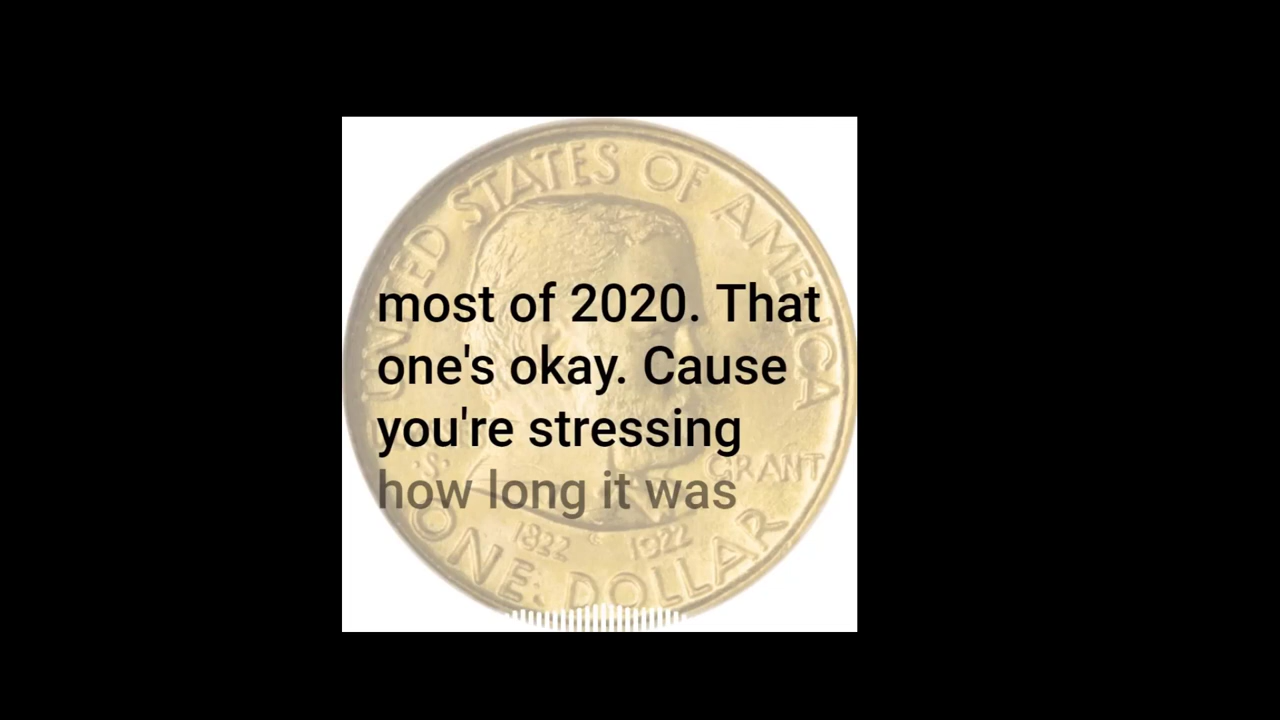 UNITED STATES OF AMERICA
most of 2020. That
one's okay. Cause
you're stressing
how long it was
GRANT
1822 1922
ONE DOLLAR